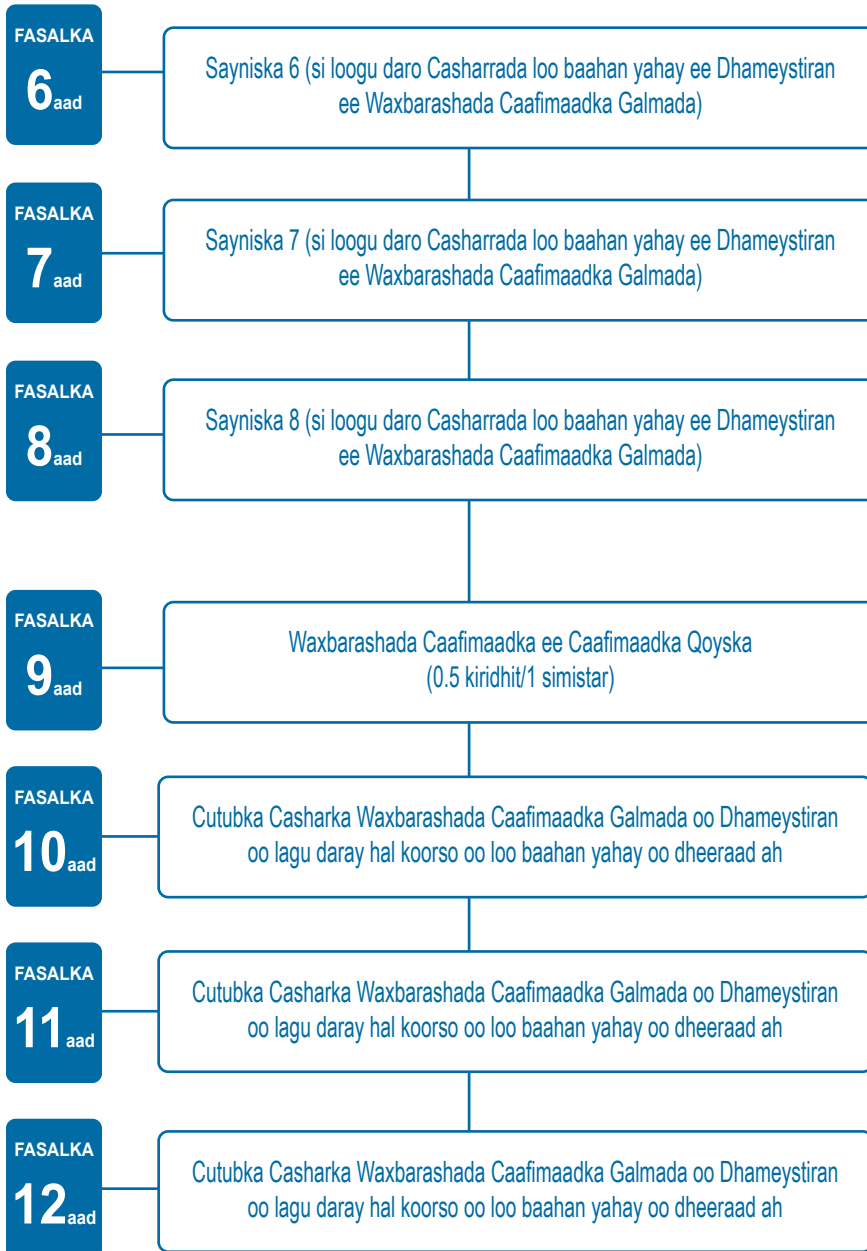 FASALKA
6aad
Sayniska 6 (si loogu daro Casharrada loo baahan yahay ee Dhameystiran
ee Waxbarashada Caafimaadka Galmada)
FASALKA
7aad
Sayniska 7 (si loogu daro Casharrada loo baahan yahay ee Dhameystiran
ee Waxbarashada Caafimaadka Galmada)
FASALKA
8aad
Sayniska 8 (si loogu daro Casharrada loo baahan yahay ee Dhameystiran
ee Waxbarashada Caafimaadka Galmada)
FASALKA
9aad
Waxbarashada Caafimaadka ee Caafimaadka Qoyska
(0.5 kiridhit/1 simistar)
FASALKA
10aad
Cutubka Casharka Waxbarashada Caafimaadka Galmada oo Dhameystiran
oo lagu daray hal koorso oo loo baahan yahay oo dheeraad ah
FASALKA
11aad
Cutubka Casharka Waxbarashada Caafimaadka Galmada oo Dhameystiran
oo lagu daray hal koorso oo loo baahan yahay oo dheeraad ah
FASALKA
12aad
Cutubka Casharka Waxbarashada Caafimaadka Galmada oo Dhameystiran
oo lagu daray hal koorso oo loo baahan yahay oo dheeraad ah